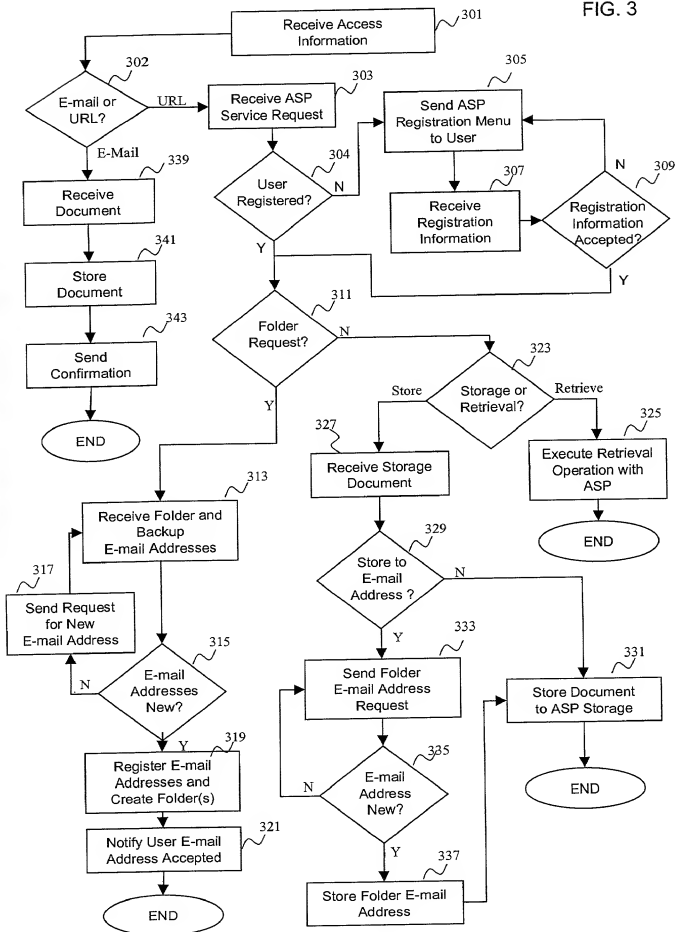 FIG. 3
Receive Access
Information
301
302
E-mail or
URL?
URL
E-Mail
303
Receive ASP
Service Request
304
User
Registered?
N
Y
305
Send ASP
Registration Menu
to User
307
Receive
Registration
Information
309
Registration
Information
Accepted?
N
Y
339
Receive
Document
341
Store
Document
343
Send
Confirmation
END
311
Folder
Request?
N
Y
313
Receive Folder and
Backup
E-mail Addresses
317
Send Request
for New
E-mail Address
315
E-mail
Addresses
New?
N
Y
319
Register E-mail
Addresses and
Create Folder(s)
321
Notify User E-mail
Address Accepted
END
323
Storage or
Retrieval?
Store
Retrieve
325
Execute Retrieval
Operation with
ASP
END
327
Receive Storage
Document
329
Store to
E-mail
Address ?
N
Y
331
Store Document
to ASP Storage
END
333
Send Folder
E-mail Address
Request
335
E-mail
Address
New?
N
Y
337
Store Folder E-mail
Address